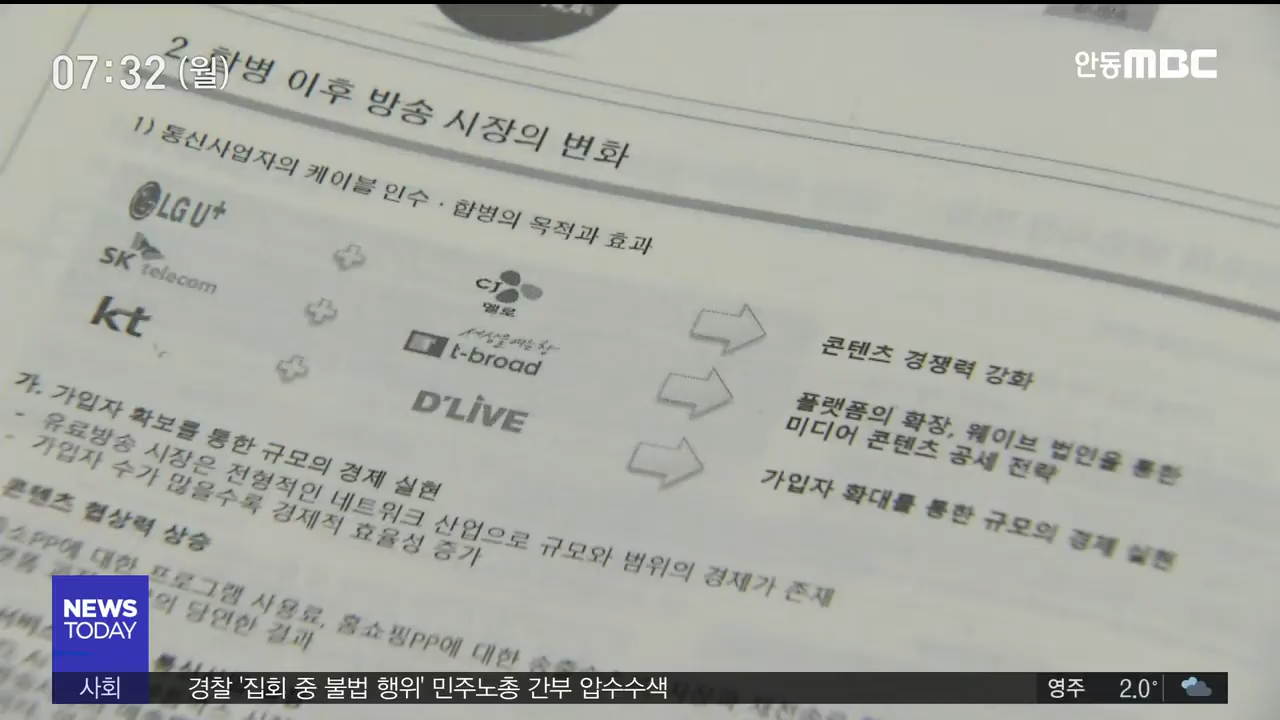 07:32 (월)
안동MBC
2. 합병 이후 방송 시장의 변화
1) 통신사업자의 케이블 인수 · 합병의 목적과 효과
LG U+
SK telecom
kt
CJ
헬로
세상을 여는 창
t-broad
D'LIVE
콘텐츠 경쟁력 강화
플랫폼의 확장, 웨이브 법인을 통한
미디어 콘텐츠 공세 전략
가입자 확대를 통한 규모의 경제 실현
가. 가입자 확보를 통한 규모의 경제 실현
- 유료방송 시장은 전형적인 네트워크 산업으로 규모와 범위의 경제가 존재
- 가입자 수가 많을수록 경제적 효율성 증가
콘텐츠 협상력 상승
PP에 대한 프로그램 사용료, 홈쇼핑PP에 대한
당연한 결과
NEWS
TODAY
사회
경찰 '집회 중 불법 행위' 민주노총 간부 압수수색
영주 2.0°